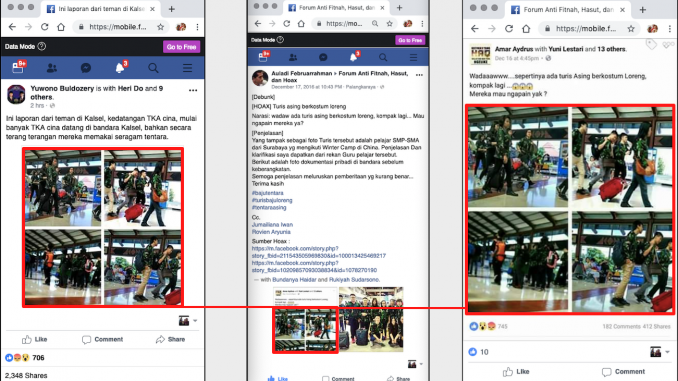 Ini laporan dari teman di Kalsel
https://mobile.f...
Data Mode
Go to Free
9+
3
Yuwono Buldozery is with Heri Do and 9 others.
2 hrs
Ini laporan dari teman di Kalsel, kedatangan TKA cina, mulai
banyak TKA cina datang di bandara Kalsel, bahkan secara
terang terangan mereka memakai seragam tentara.
Like Comment Share
706
2,348 Shares
Forum Anti Fitnah, Hasut, dan
https://mo...
Data Mode
Go to Free
9+
3
Auladi Februarrahman ▸ Forum Anti Fitnah, Hasut,
dan Hoax
December 17, 2018 at 10:45 PM · Palangkaraya
[Debunk]
[HOAX] Turis asing berkostum loreng
Narasi: wadaw ada turis asing berkostum loreng, kompak lagi... Mau
ngapain mereka ya?
[Penjelasan]
Yang tampak sebagai foto Turis tersebut adalah pelajar SMP-SMA
dari Surabaya yg mengikuti Winter Camp di China. Penjelasan Dan
klarifikasi saya dapatkan dari rekan Guru pelajar tersebut.
Berikut adalah foto dokumentasi pribadi di bandara sebelum
keberangkatan.
Semoga penjelasan meluruskan pemberitaan yg kurang benar...
Terima kasih
#bajutentara
#turisbajuloreng
#tentaraasing
Cc.
Jumailiana Iwan
Rovien Aryunia
Sumber Hoax :
https://m.facebook.com/story.php?
story_fbid=2115435059698308&id=100013425469217
https://m.facebook.com/story.php?
— with Bundanya Haidar and Rukiyah Sudarsono.
Like Comment Share
Forum Anti Fitnah, Hasut, dan
https://mobile.f...
Amar Aydrus with Yuni Lestari and 13 others.
Dec 16 at 4:45pm
Wadaaawww....sepertinya ada turis Asing berkostum Loreng,
kompak lagi ...
Mereka mau ngapain yak ?
745
182 Comments 412 Shares
10
Like Comment Share